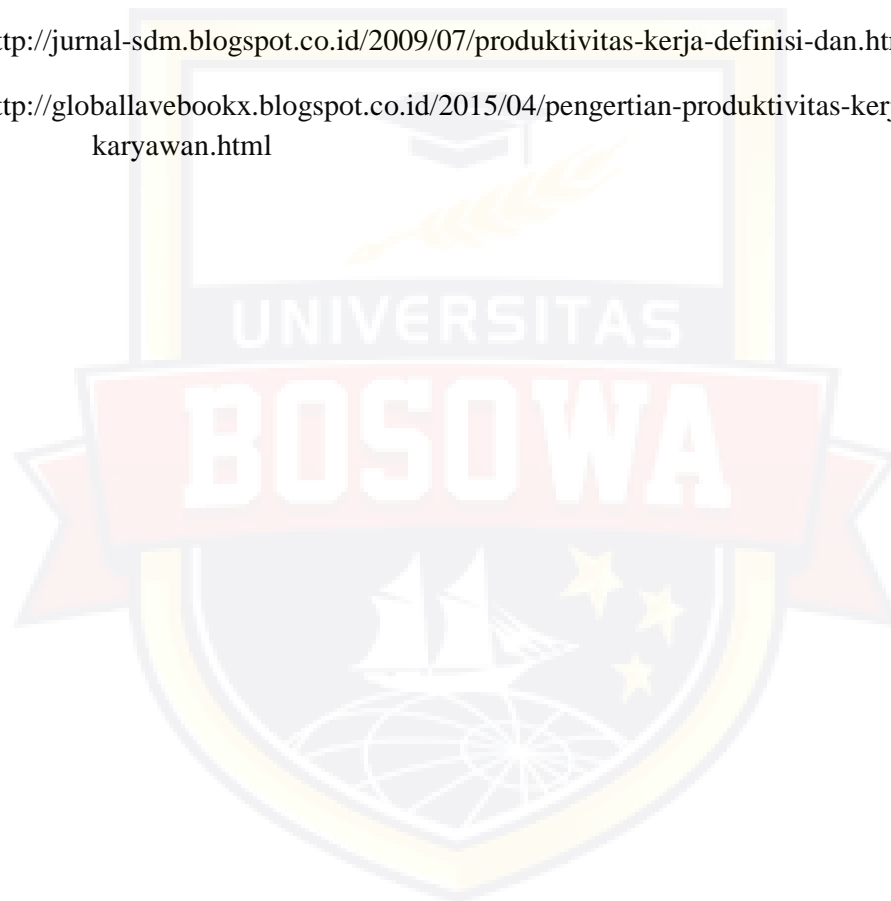 ttp://jurnal-sdm.blogspot.co.id/2009/07/produktivitas-kerja-definisi-dan.htm
ttp://globallavebookx.blogspot.co.id/2015/04/pengertian-produktivitas-kerj
karyawan.html
UNIVERSITAS
BOSOWA